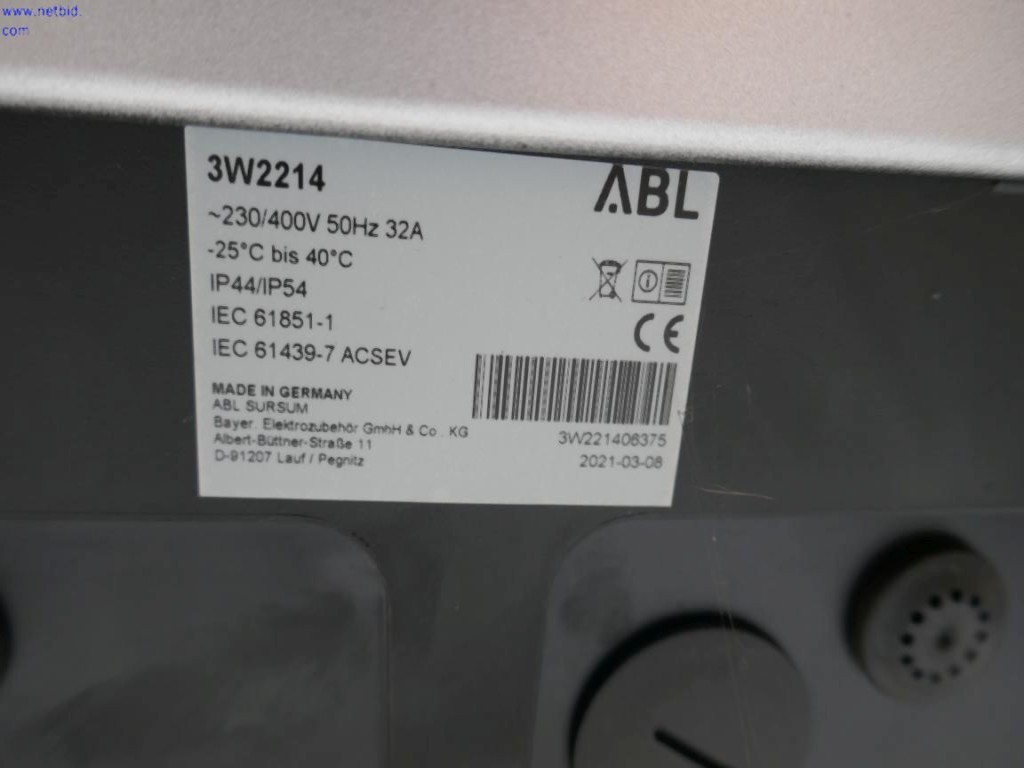 www.netbid.
com
3W2214
ABL
~230/400V 50Hz 32A
-25°C bis 40°C
IP44/IP54
IEC 61851-1
IEC 61439-7 ACSEV
CE
MADE IN GERMANY
ABL SURSUM
Bayer. Elektrozubehör GmbH & Co. KG
Albert-Büttner-Straße 11
D-91207 Lauf / Pegnitz
3W221406375
2021-03-08